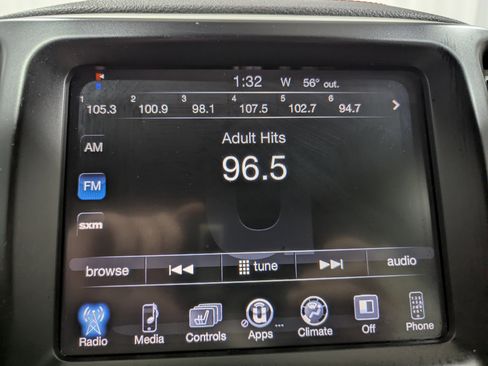 1:32 W 56° out.
1 105.3 2 100.9 3 98.1 4 107.5 5 102.7 6 94.7
AM
Adult Hits
FM
96.5
sxm
browse tune audio
Radio Media Controls Apps Climate Off Phone